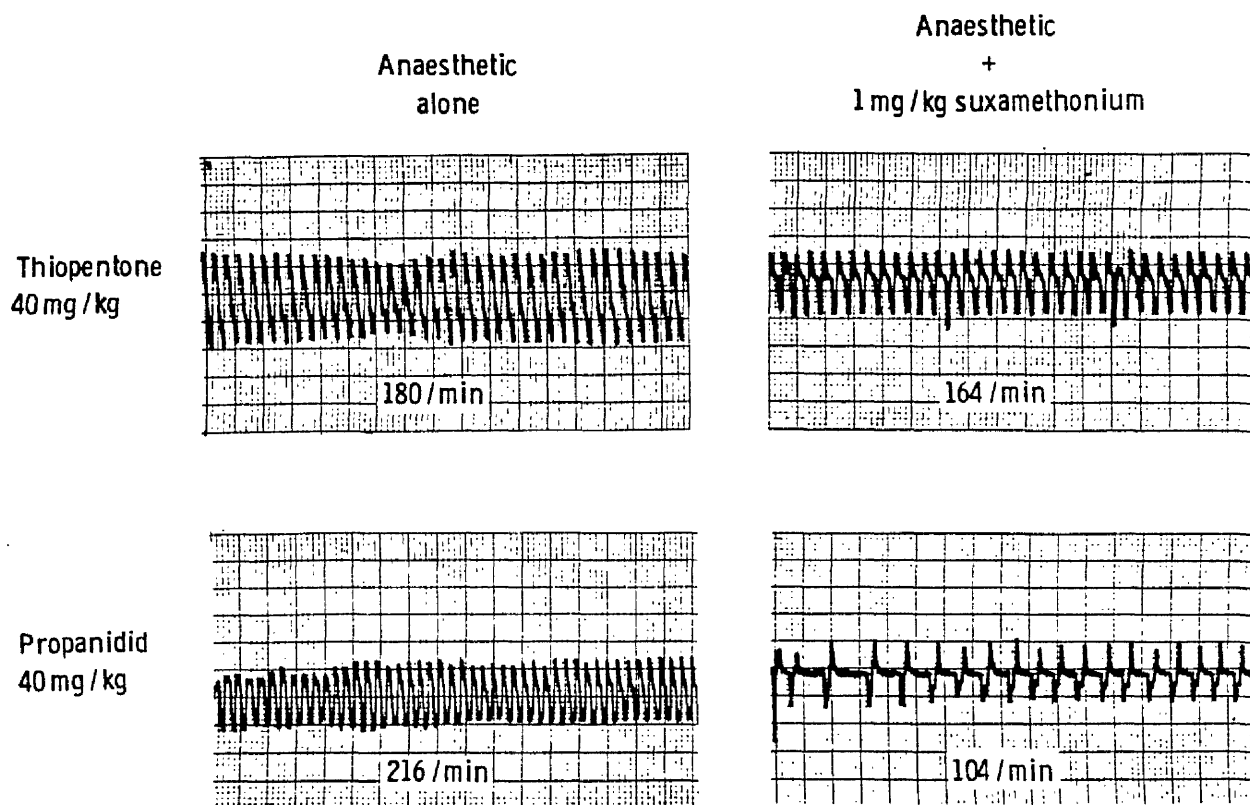 Anaesthetic
alone
Anaesthetic
+
1 mg/kg suxamethonium
Thiopentone
40 mg/kg
180/min
164/min
Propanidid
40 mg/kg
216/min
104/min